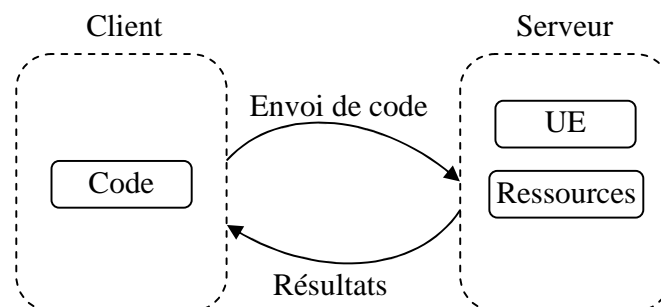 Client
Serveur
Envoi de code
UE
Code
Ressources
Résultats